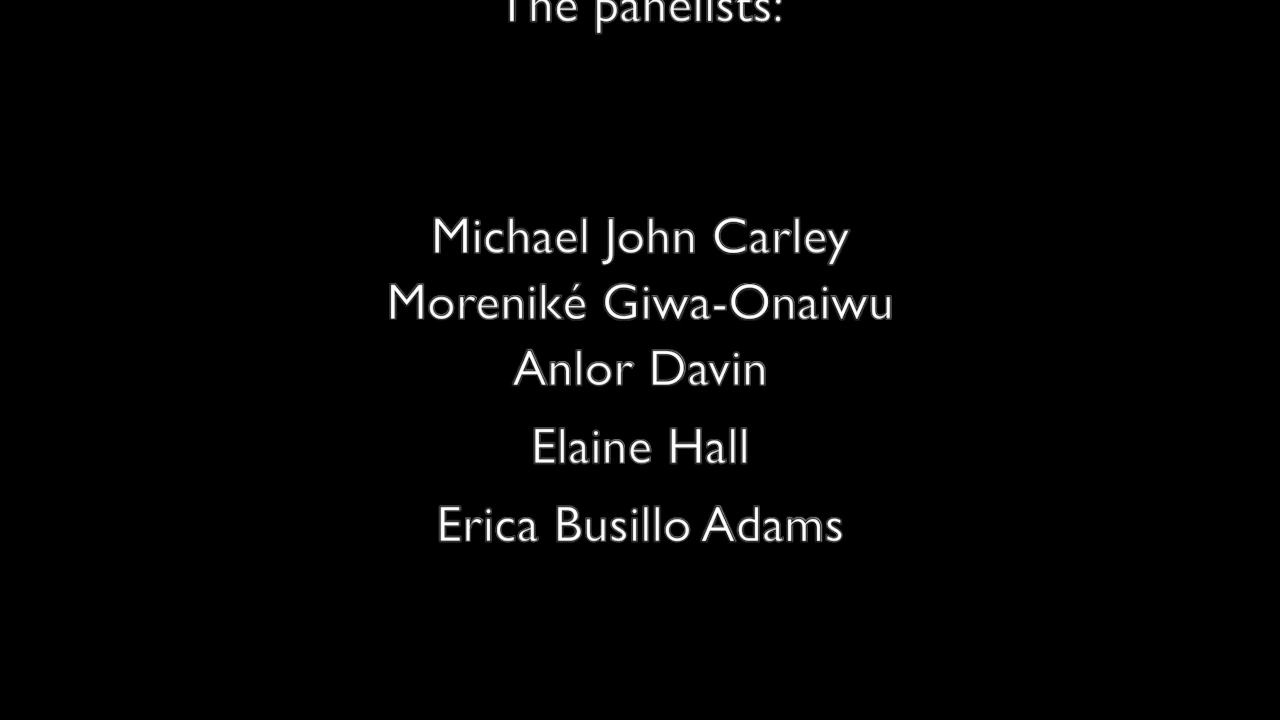 The panelists:
Michael John Carley
Moreniké Giwa-Onaiwu
Anlor Davin
Elaine Hall
Erica Busillo Adams